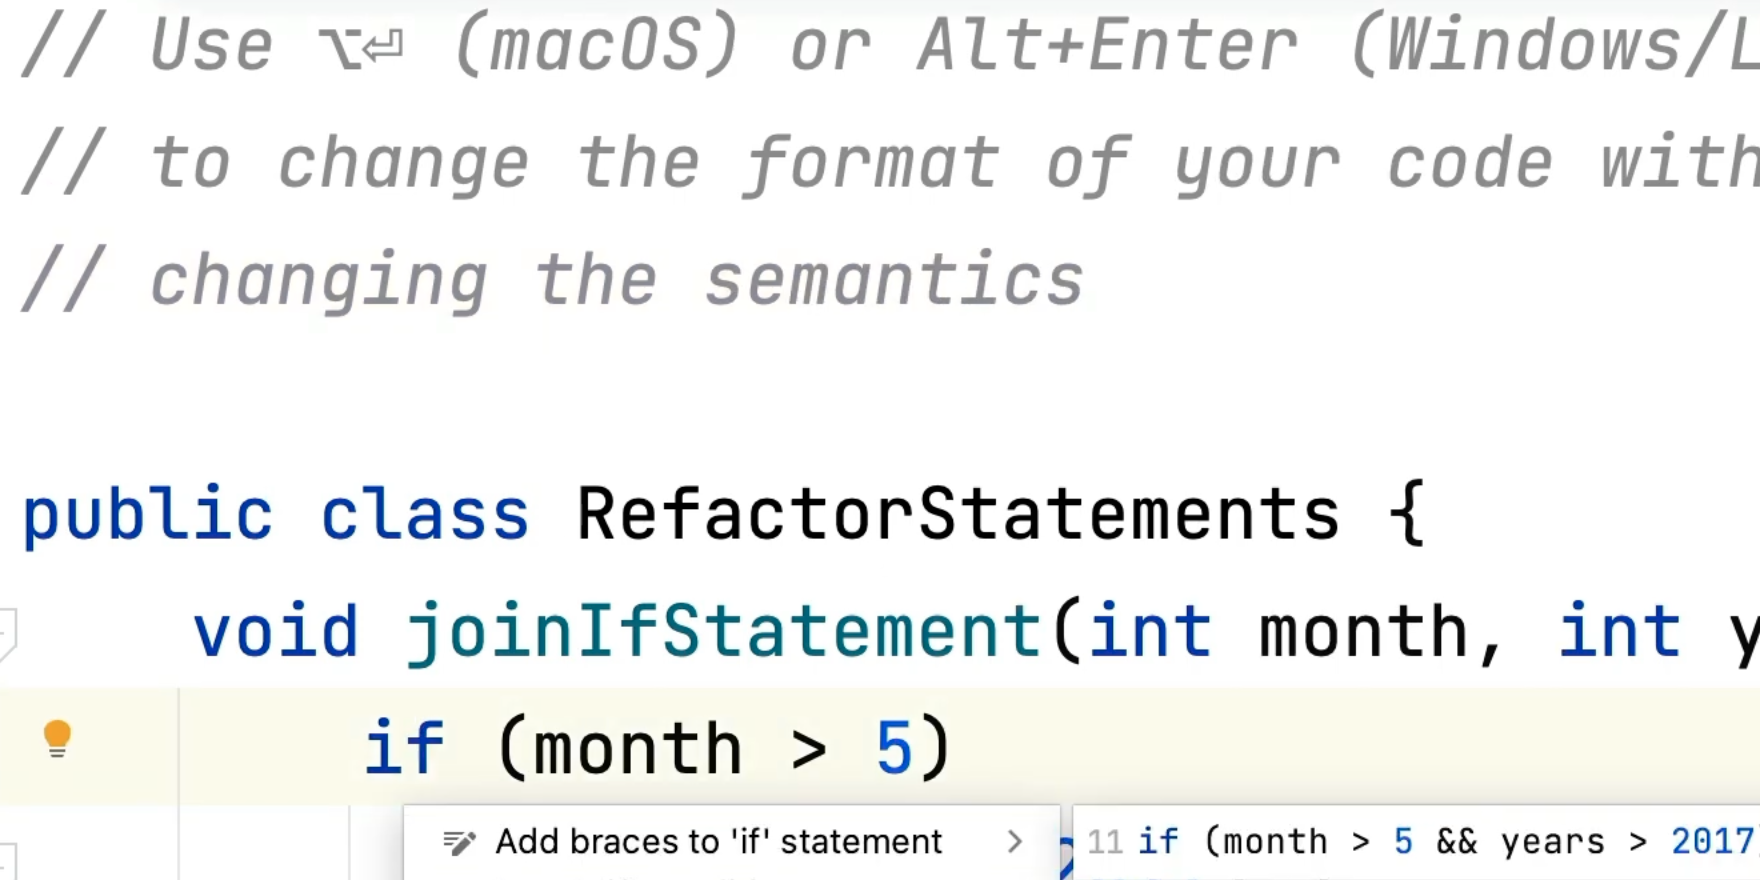 // Use ⌥⏎ (macOS) or Alt+Enter (Windows/L
// to change the format of your code with
// changing the semantics
public class RefactorStatements {
void joinIfStatement(int month, int y
if (month > 5)
Add braces to 'if' statement
11 if (month > 5 && years > 2017)